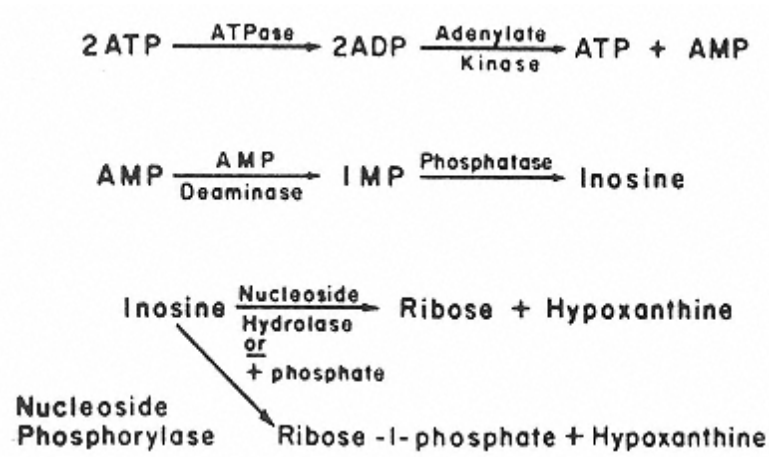 2ATP ATPase 2ADP Adenylate Kinase ATP + AMP
AMP AMP Deaminase IMP Phosphatase Inosine
Inosine Nucleoside Hydrolase or + phosphate Ribose + Hypoxanthine
Nucleoside
Phosphorylase Ribose -1-phosphate + Hypoxanthine